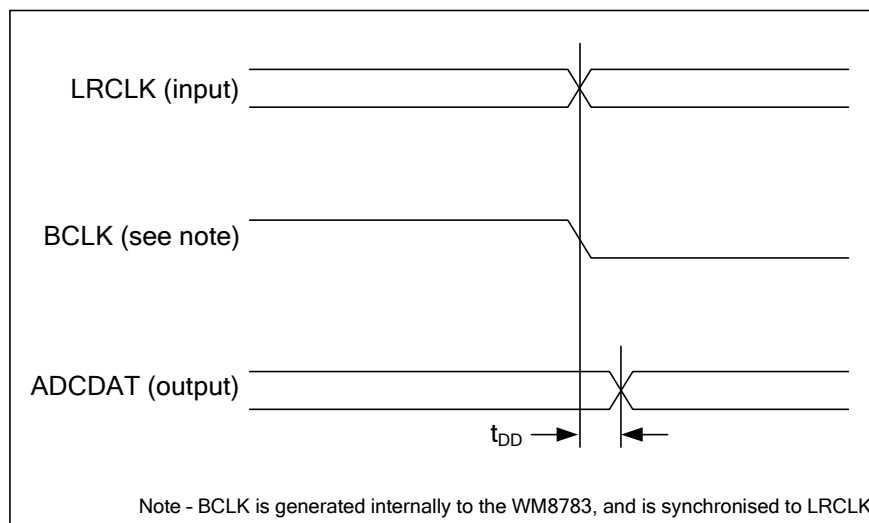 LRCLK (input)
BCLK (see note)
ADCDAT (output)
tDD
Note - BCLK is generated internally to the WM8783, and is synchronised to LRCLK